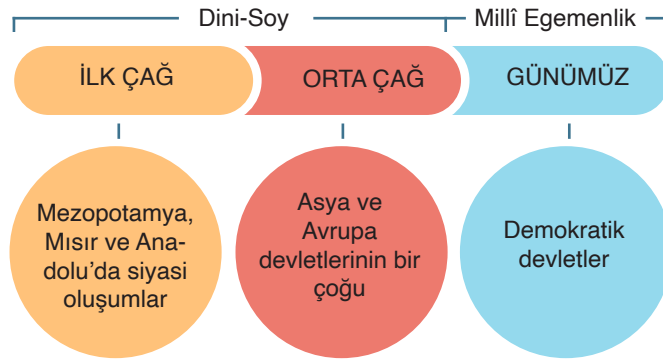 Dini-Soy
Millî Egemenlik
İLK ÇAĞ
ORTA ÇAĞ
GÜNÜMÜZ
Mezopotamya,
Mısır ve Ana-
dolu’da siyasi
oluşumlar
Asya ve
Avrupa
devletlerinin bir
çoğu
Demokratik
devletler